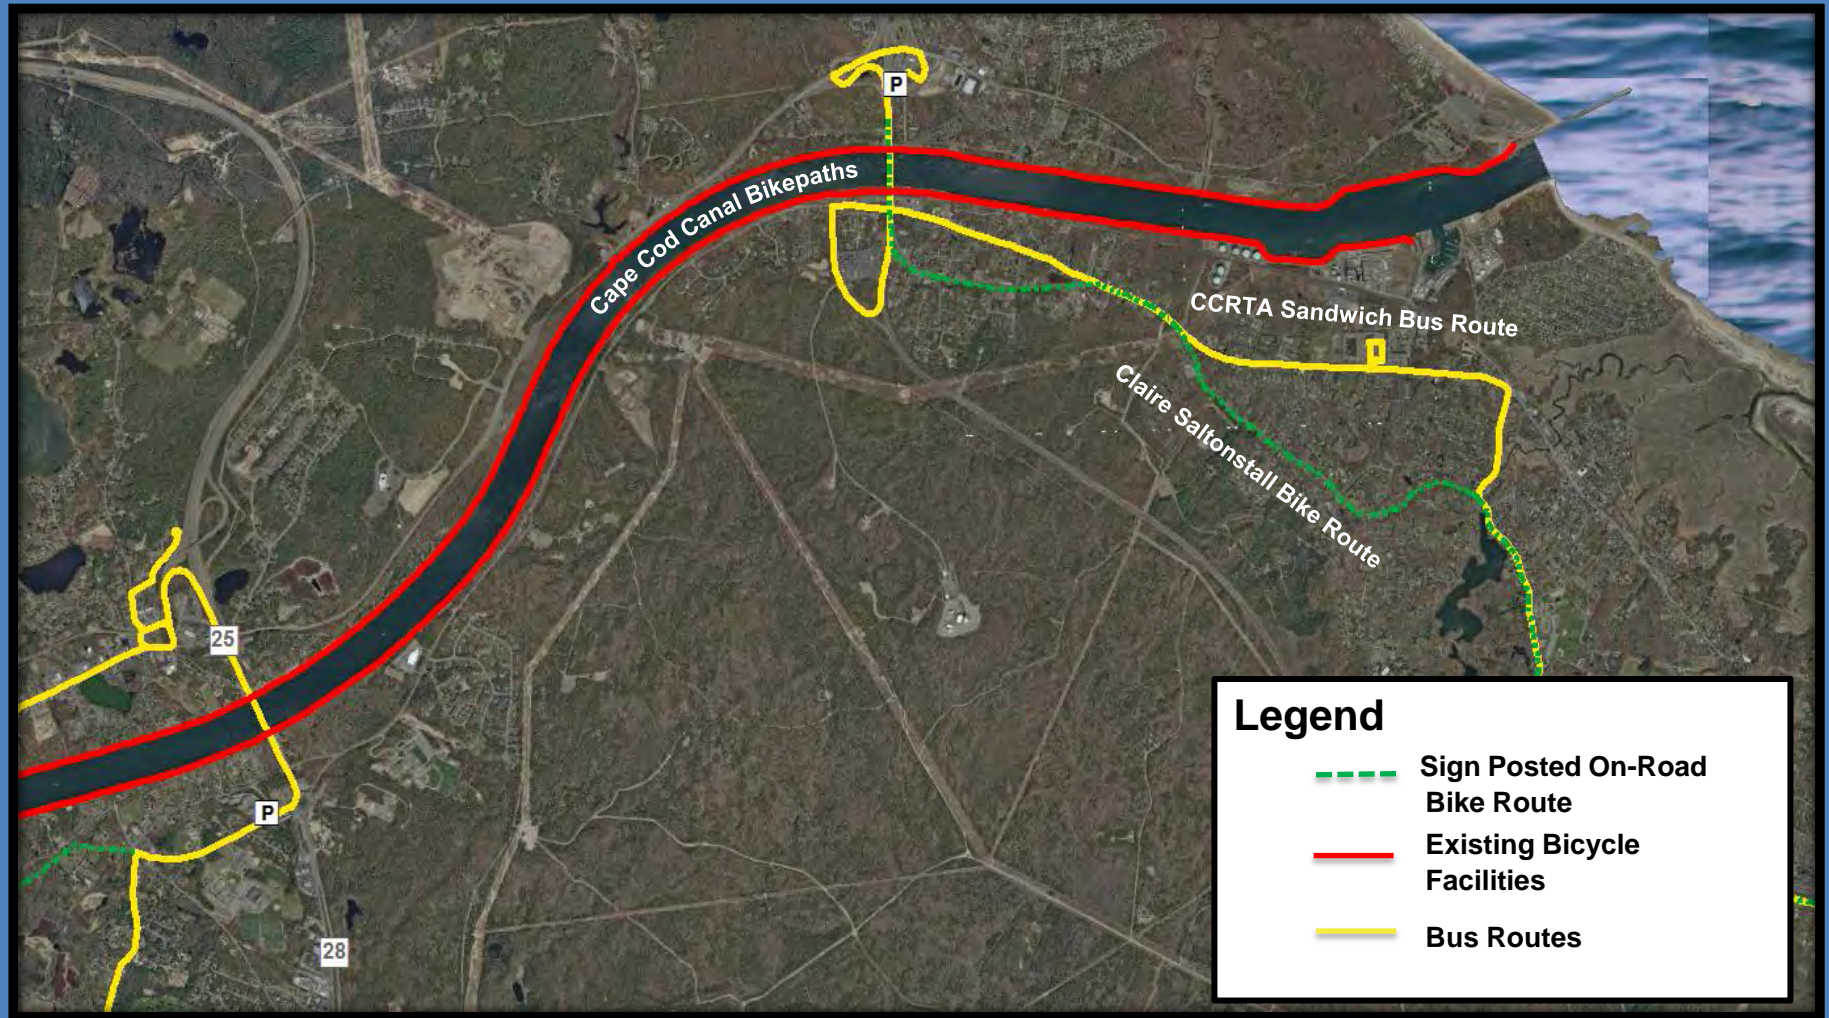 P
Cape Cod Canal Bikepaths
CCRTA Sandwich Bus Route
Claire Saltonstall Bike Route
25
P
28
Legend
Sign Posted On-Road
Bike Route
Existing Bicycle
Facilities
Bus Routes